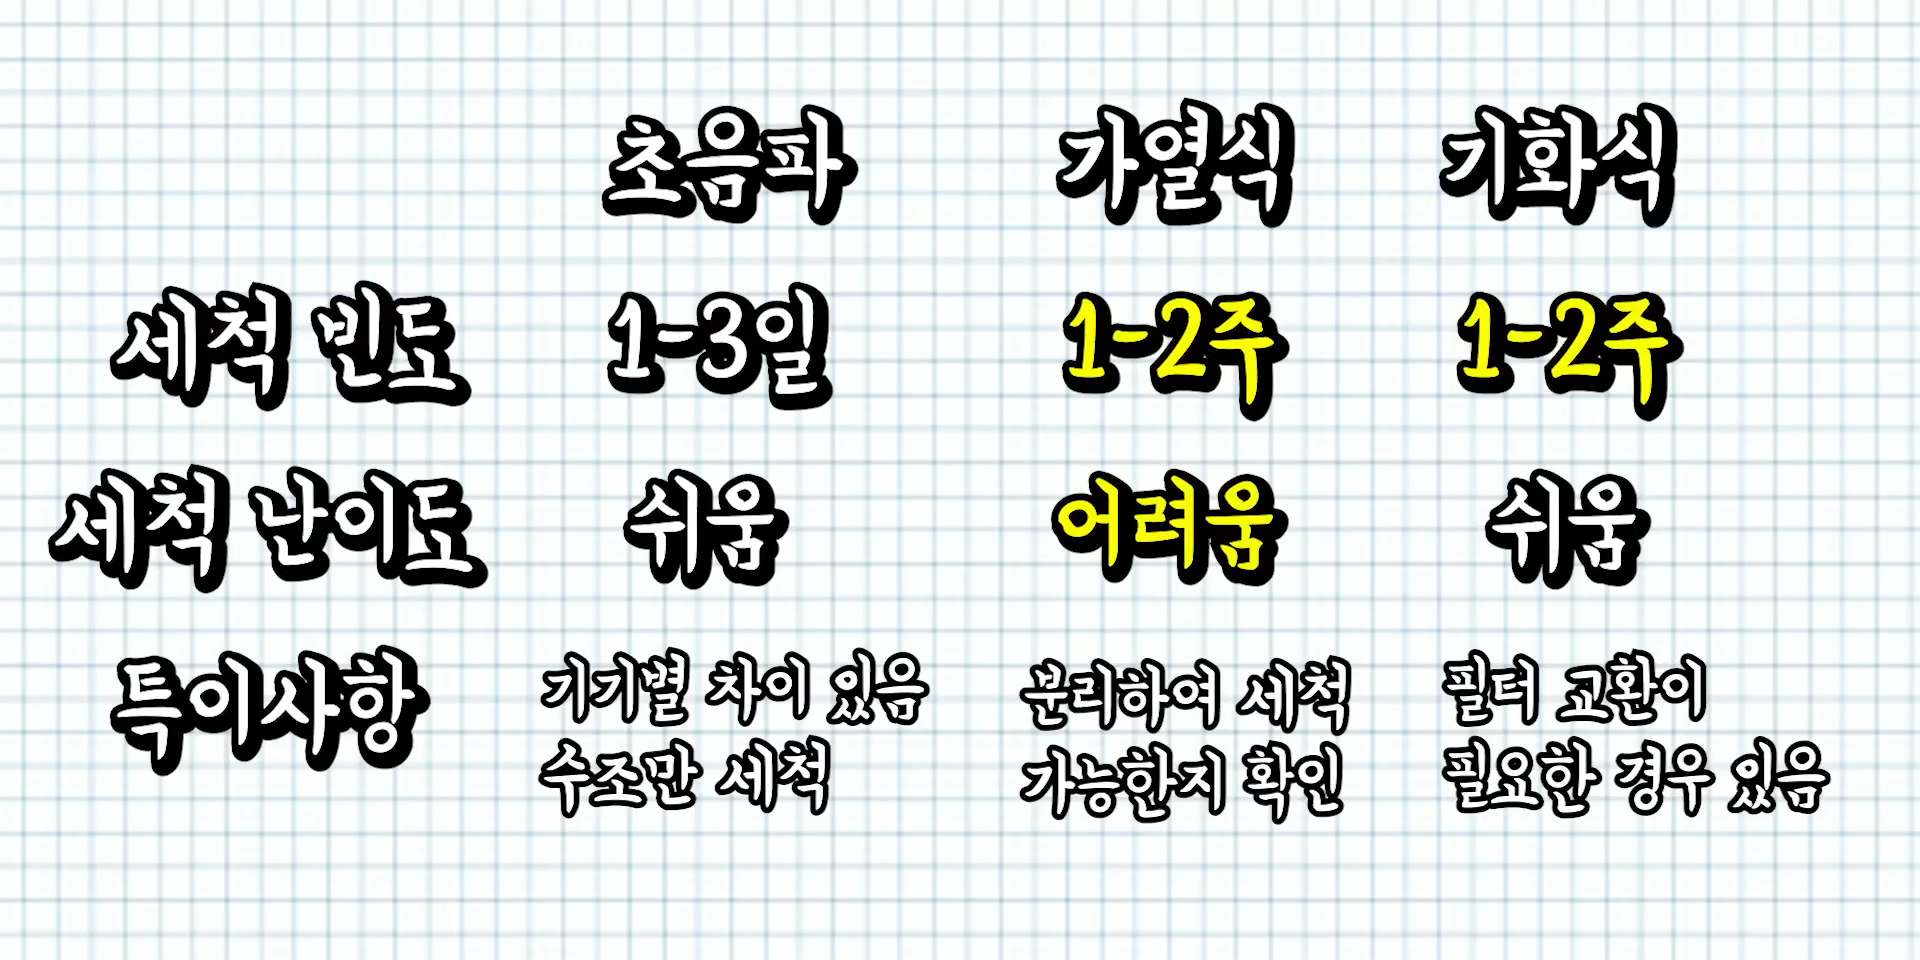 초음파 가열식 기화식
세척 빈도 1-3일 1-2주 1-2주
세척 난이도 쉬움 어려움 쉬움
특이사항 기기별 차이 있음 분리하여 세척 필터 교환이
수조만 세척 가능한지 확인 필요한 경우 있음